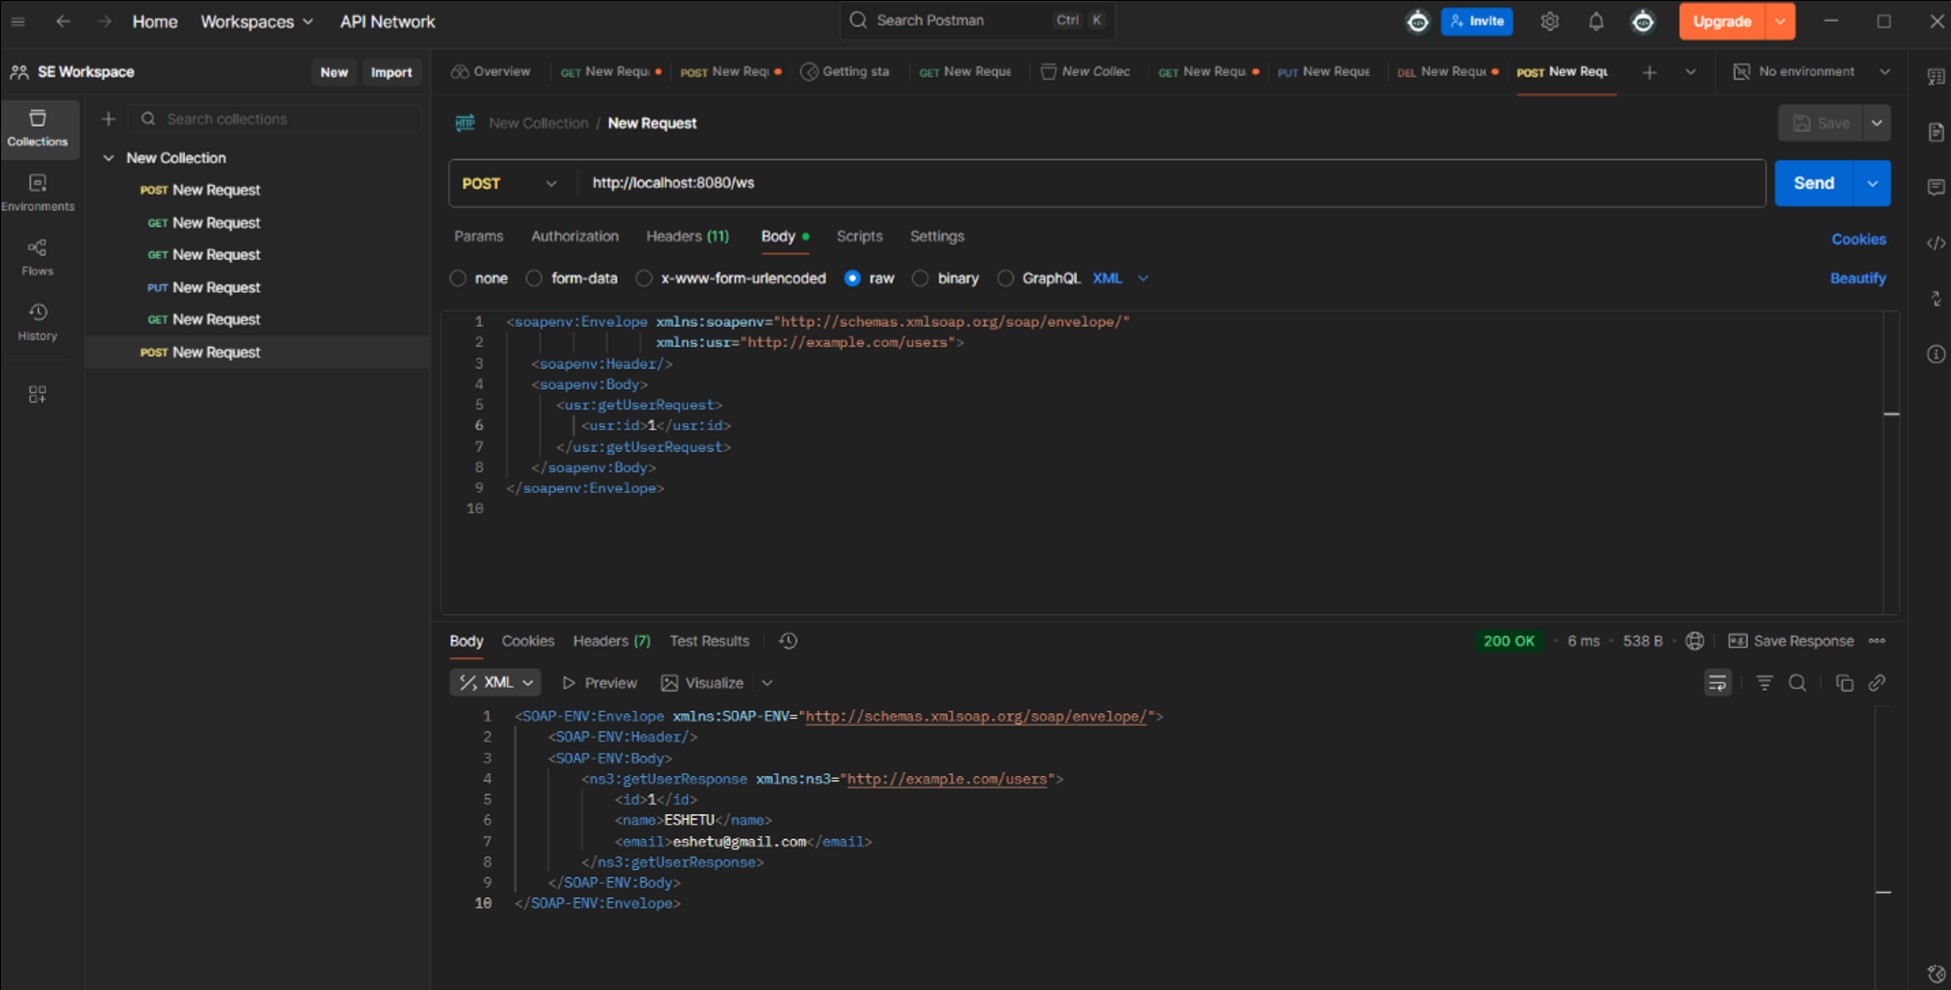 Home Workspaces API Network Search Postman Ctrl K Invite Upgrade
SE Workspace New Import
Overview GET New Requ POST New Requ Getting sta GET New Reque New Collec GET New Requ PUT New Reque DEL New Reque POST New Requ No environment
Collections
Environments
Flows
History
Search collections
New Collection
POST New Request
GET New Request
GET New Request
PUT New Request
GET New Request
POST New Request
HTTP New Collection / New Request Save
POST http://localhost:8080/ws Send
Params Authorization Headers (11) Body Scripts Settings Cookies
none form-data x-www-form-urlencoded raw binary GraphQL XML Beautify
1 <soapenv:Envelope xmlns:soapenv="http://schemas.xmlsoap.org/soap/envelope/"
2 xmlns:usr="http://example.com/users">
3 <soapenv:Header/>
4 <soapenv:Body>
5 <usr:getUserRequest>
6 <usr:id>1</usr:id>
7 </usr:getUserRequest>
8 </soapenv:Body>
9 </soapenv:Envelope>
10
Body Cookies Headers (7) Test Results 200 OK 6 ms 538 B Save Response
XML Preview Visualize
1 <SOAP-ENV:Envelope xmlns:SOAP-ENV="http://schemas.xmlsoap.org/soap/envelope/">
2 <SOAP-ENV:Header/>
3 <SOAP-ENV:Body>
4 <ns3:getUserResponse xmlns:ns3="http://example.com/users">
5 <id>1</id>
6 <name>ESHETU</name>
7 <email>eshetu@gmail.com</email>
8 </ns3:getUserResponse>
9 </SOAP-ENV:Body>
10 </SOAP-ENV:Envelope>